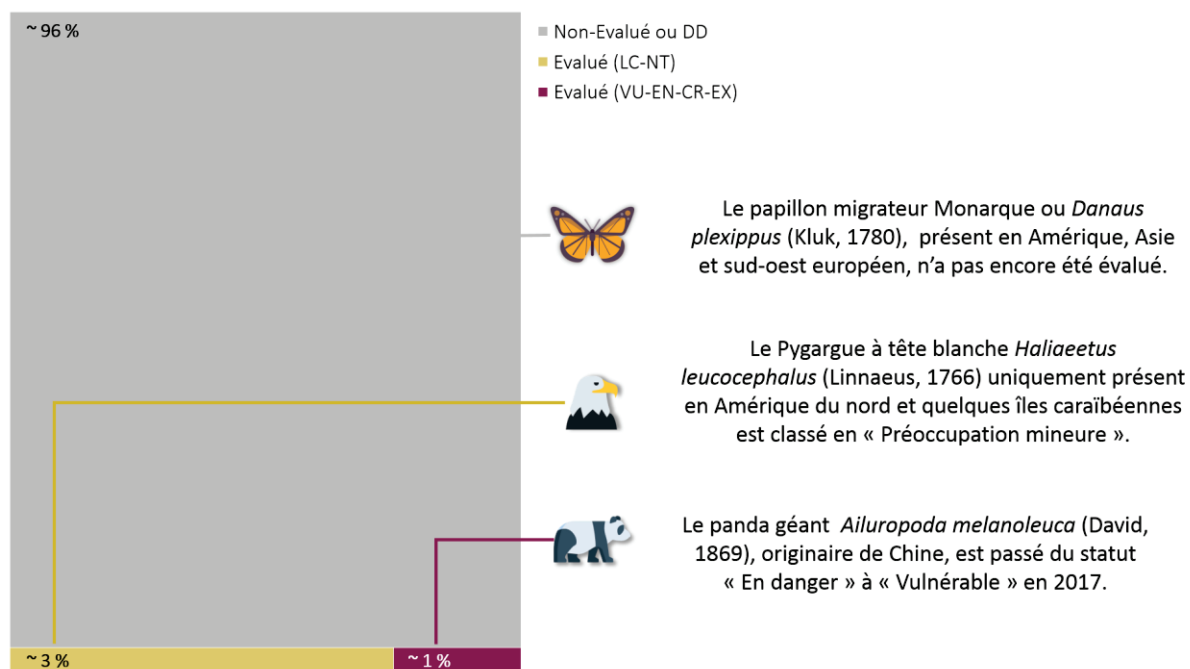 ~ 96 %
Non-Evalué ou DD
Evalué (LC-NT)
Evalué (VU-EN-CR-EX)
Le papillon migrateur Monarque ou Danaus
plexippus (Kluk, 1780), présent en Amérique, Asie
et sud-oest européen, n’a pas encore été évalué.
Le Pygargue à tête blanche Haliaeetus
leucocephalus (Linnaeus, 1766) uniquement présent
en Amérique du nord et quelques îles caraïbéennes
est classé en « Préoccupation mineure ».
Le panda géant Ailuropoda melanoleuca (David,
1869), originaire de Chine, est passé du statut
« En danger » à « Vulnérable » en 2017.
~ 3 %
~ 1 %